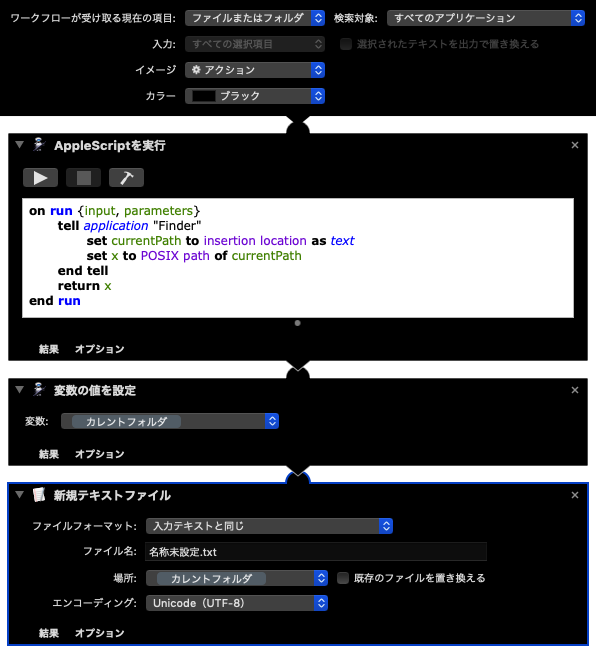 ワークフローが受け取る現在の項目: ファイルまたはフォルダ 検索対象: すべてのアプリケーション
入力: すべての選択項目 選択されたテキストを出力で置き換える
イメージ アクション
カラー ブラック
AppleScriptを実行
on run {input, parameters}
tell application "Finder"
set currentPath to insertion location as text
set x to POSIX path of currentPath
end tell
return x
end run
結果 オプション
変数の値を設定
変数: カレントフォルダ
結果 オプション
新規テキストファイル
ファイルフォーマット: 入力テキストと同じ
ファイル名: 名称未設定.txt
場所: カレントフォルダ 既存のファイルを置き換える
エンコーディング: Unicode（UTF-8）
結果 オプション